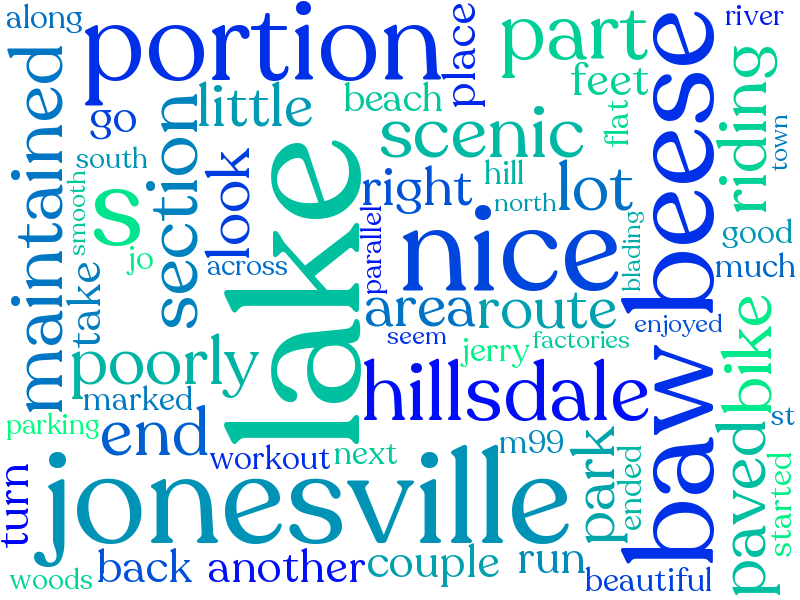 along
portion
part
river
place
feet
beach
little
go
maintained
scenic
flat
riding
town
south
section
look
smooth
s
lake
right
hill
lot
north
baw beese
nice
parallel
blading
good
much
jo
across
take
area
route
enjoyed
seem
factories
jerry
poorly
marked
hillsdale
bike
paved
st
parking
end
workout
next
m99
park
ended
started
turn
jonesville
back
another
couple
run
woods
beautiful